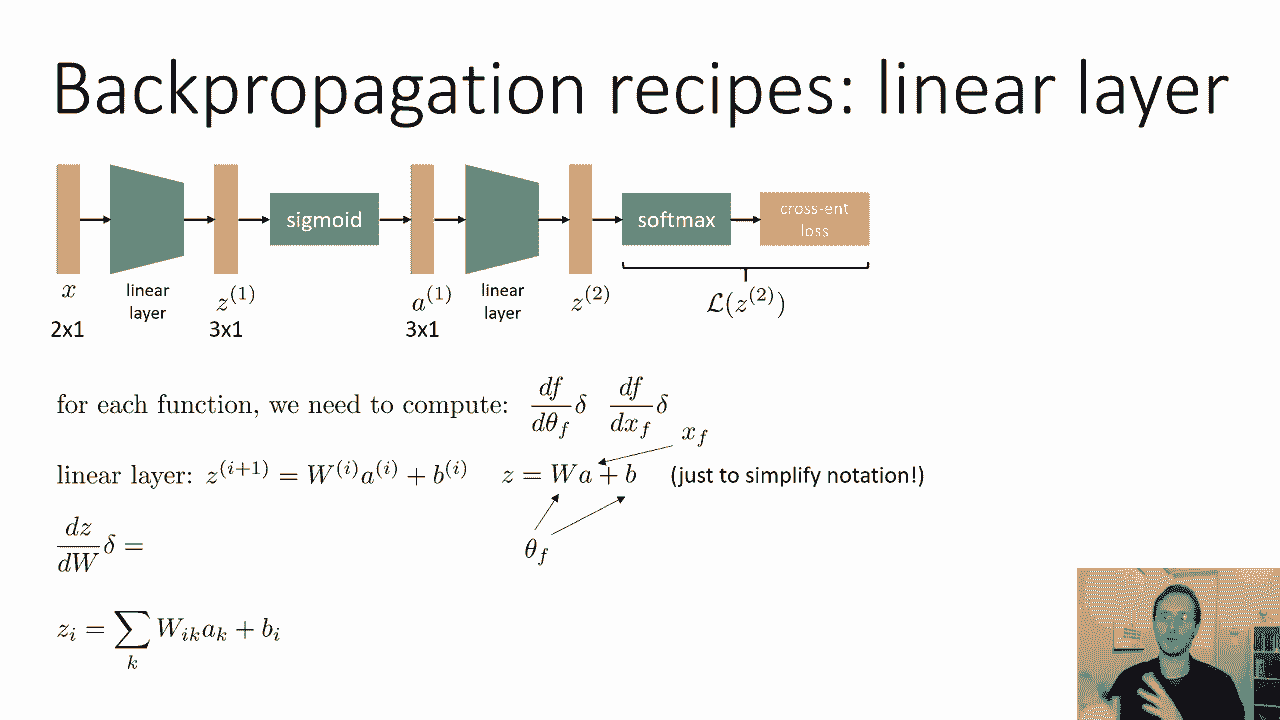 Backpropagation recipes: linear layer
sigmoid
softmax
cross-ent
loss
x
linear
layer
z^{(1)}
a^{(1)}
linear
layer
z^{(2)}
\mathcal{L}(z^{(2)})
2x1
3x1
3x1
for each function, we need to compute: \frac{df}{d\theta_f}\delta \frac{df}{dx_f}\delta
x_f
linear layer: z^{(i+1)} = W^{(i)}a^{(i)} + b^{(i)} z = Wa + b (just to simplify notation!)
\theta_f
\frac{dz}{dW}\delta =
z_i = \sum_k W_{ik}a_k + b_i